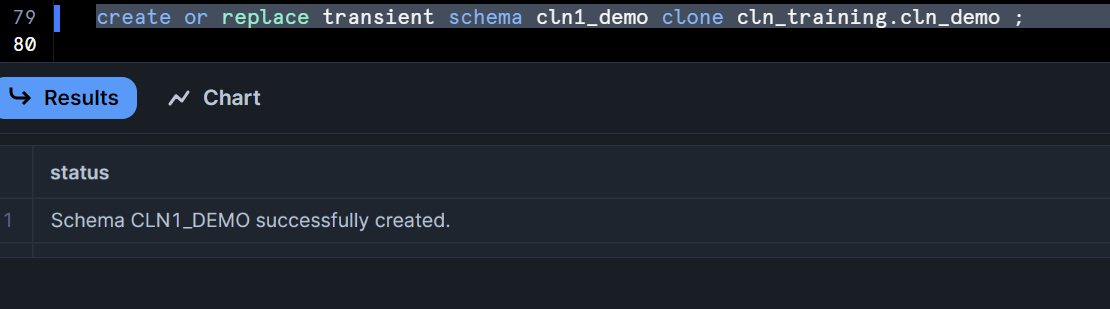 79 create or replace transient schema cln1_demo clone cln_training.cln_demo ;
80
Results Chart
status
1 Schema CLN1_DEMO successfully created.